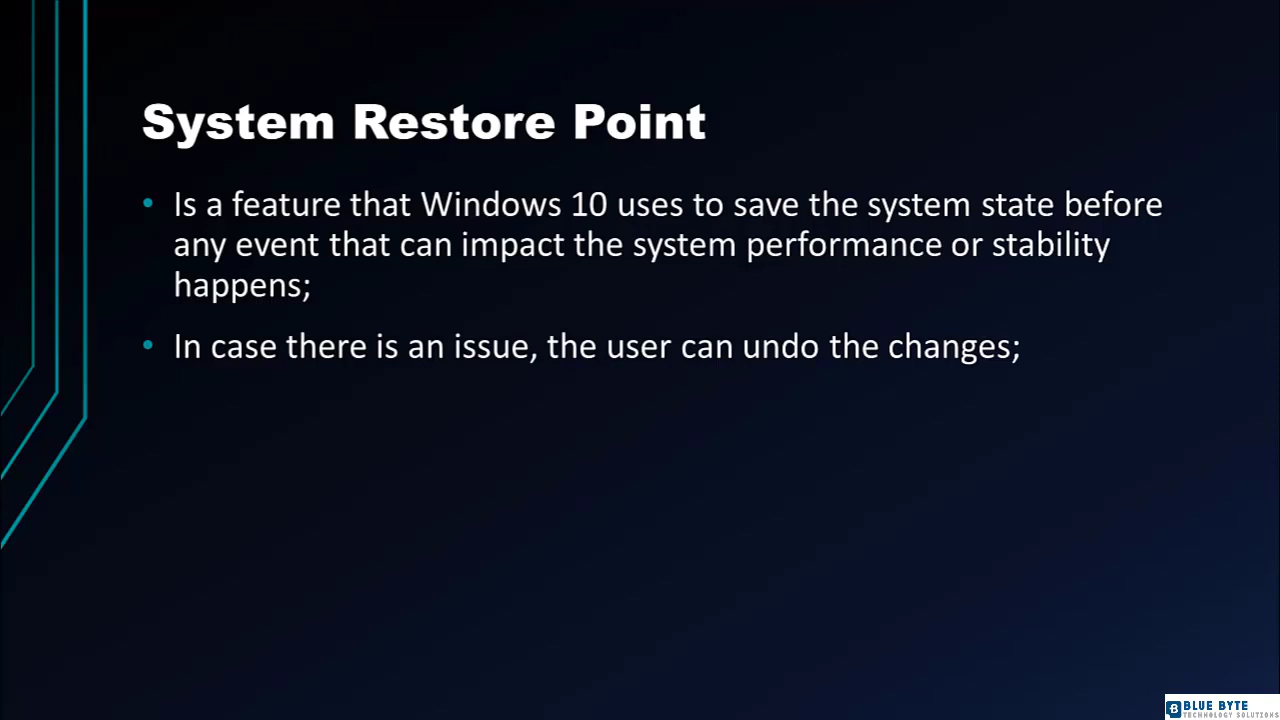 System Restore Point
• Is a feature that Windows 10 uses to save the system state before
any event that can impact the system performance or stability
happens;
• In case there is an issue, the user can undo the changes;
BLUE BYTE
TECHNOLOGY SOLUTIONS